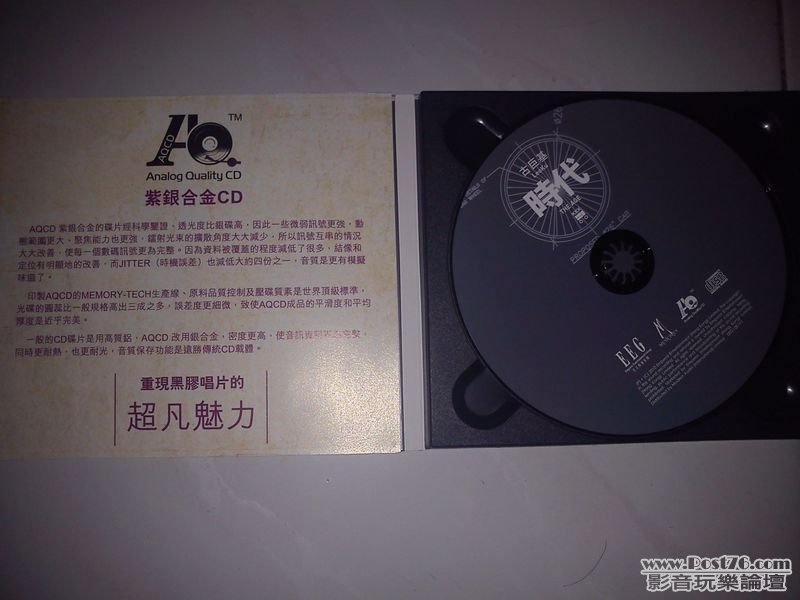 AQCD
AQ™
Analog Quality CD
紫銀合金CD
AQCD 紫銀合金的碟片經科學鑿證，透光度比銀碟高，因此一些微弱訊號更強，動
態範圍更大、聚焦能力也更強，鐳射光束的擴散角度大大減少，所以訊號互串的情況
大大改善，使每一個數碼訊號更為完整。因為資料被覆蓋的程度減低了很多，結像和
定位有明顯地的改善，而JITTER（時機誤差）也減低大約四份之一，音質是更有模擬
味道了。
印製AQCD的MEMORY-TECH生產線、原料品質控制及壓碟質素是世界頂級標準，
光碟的圓蕊比一般規格高出三成之多，誤差度更細微，致使AQCD成品的平滑度和平均
厚度是近乎完美。
一般的CD碟片是用高質鋁，AQCD 改用銀合金，密度更高，使音訊資料更為完整，
同時更耐熱，也更耐光，音質保存功能是遠勝傳統CD載體。
重現黑膠唱片的
超凡魅力
古巨基
Leo Ku
時代
THE AGE
EEG
AQ
www.Post76.com
影音玩樂論壇